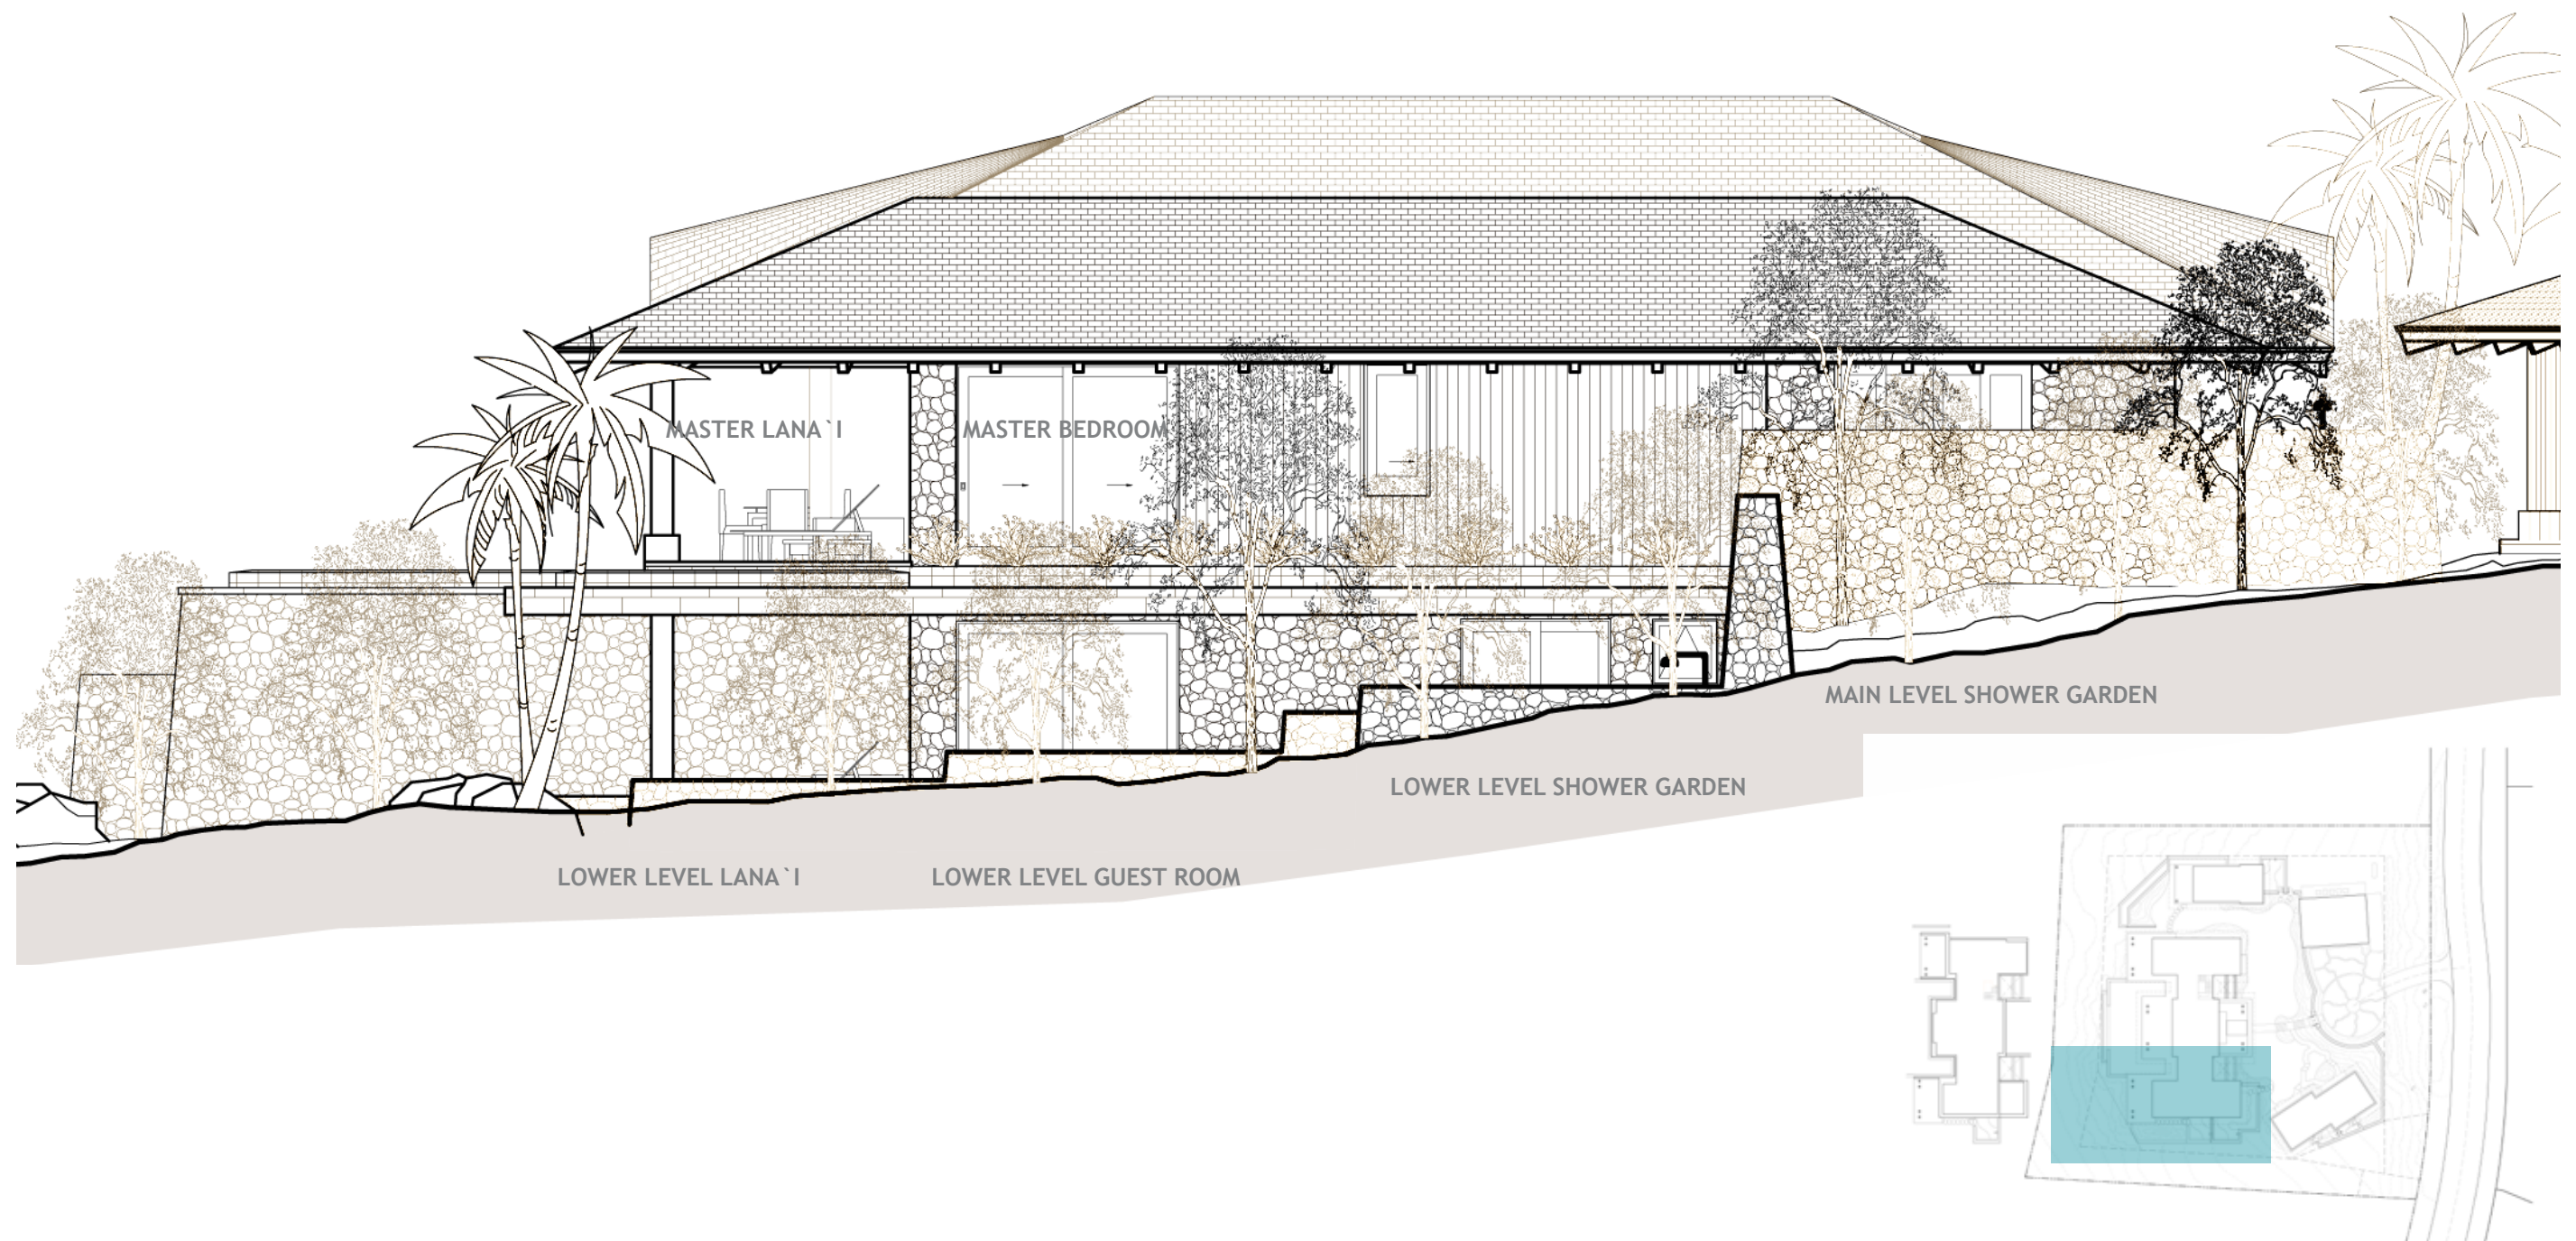 MASTER LANA`I
MASTER BEDROOM
MAIN LEVEL SHOWER GARDEN
LOWER LEVEL SHOWER GARDEN
LOWER LEVEL LANA`I
LOWER LEVEL GUEST ROOM